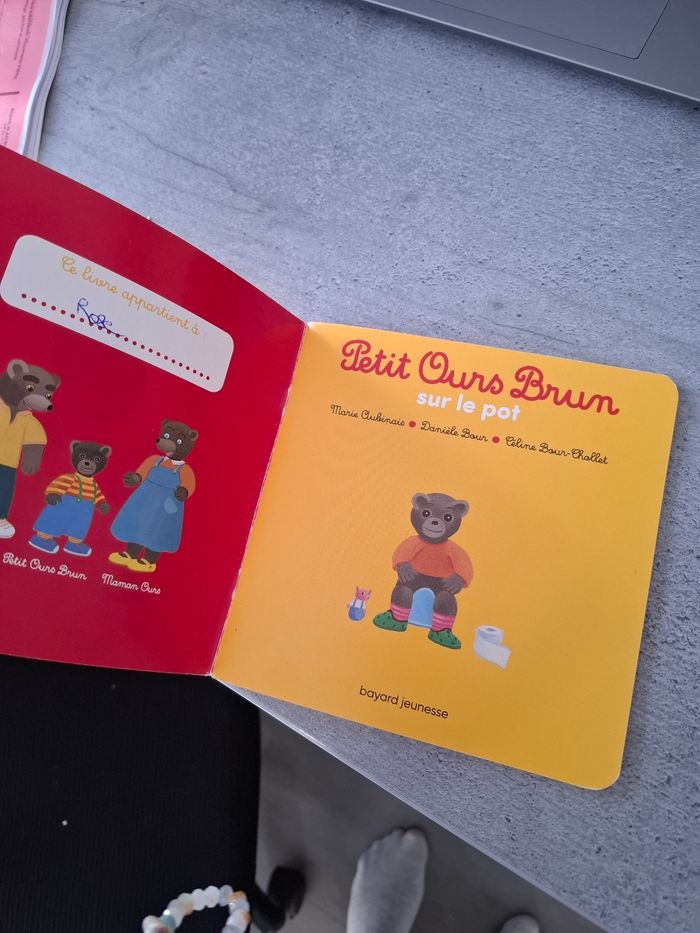 Ce livre appartient à :
Rose
Petit Ours Brun
Maman Ours
Petit Ours Brun
sur le pot
Marie Aubinais • Danièle Bour • Céline Bour-Chollet
bayard jeunesse